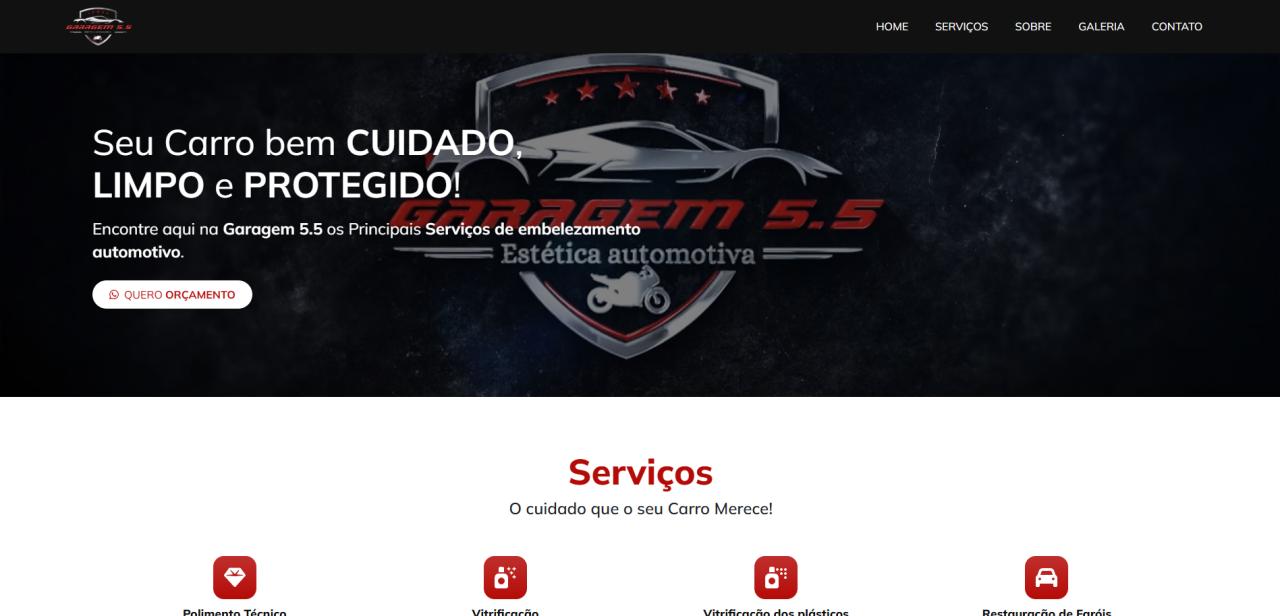 GARAGEM 5.5
HOME SERVIÇOS SOBRE GALERIA CONTATO
Seu Carro bem CUIDADO,
LIMPO e PROTEGIDO!
Encontre aqui na Garagem 5.5 os Principais Serviços de embelezamento
automotivo.
QUERO ORÇAMENTO
GARAGEM 5.5
Estética automotiva
Serviços
O cuidado que o seu Carro Merece!
Polimento Técnico
Vitrificação
Vitrificação dos plásticos
Restauração de Faróis